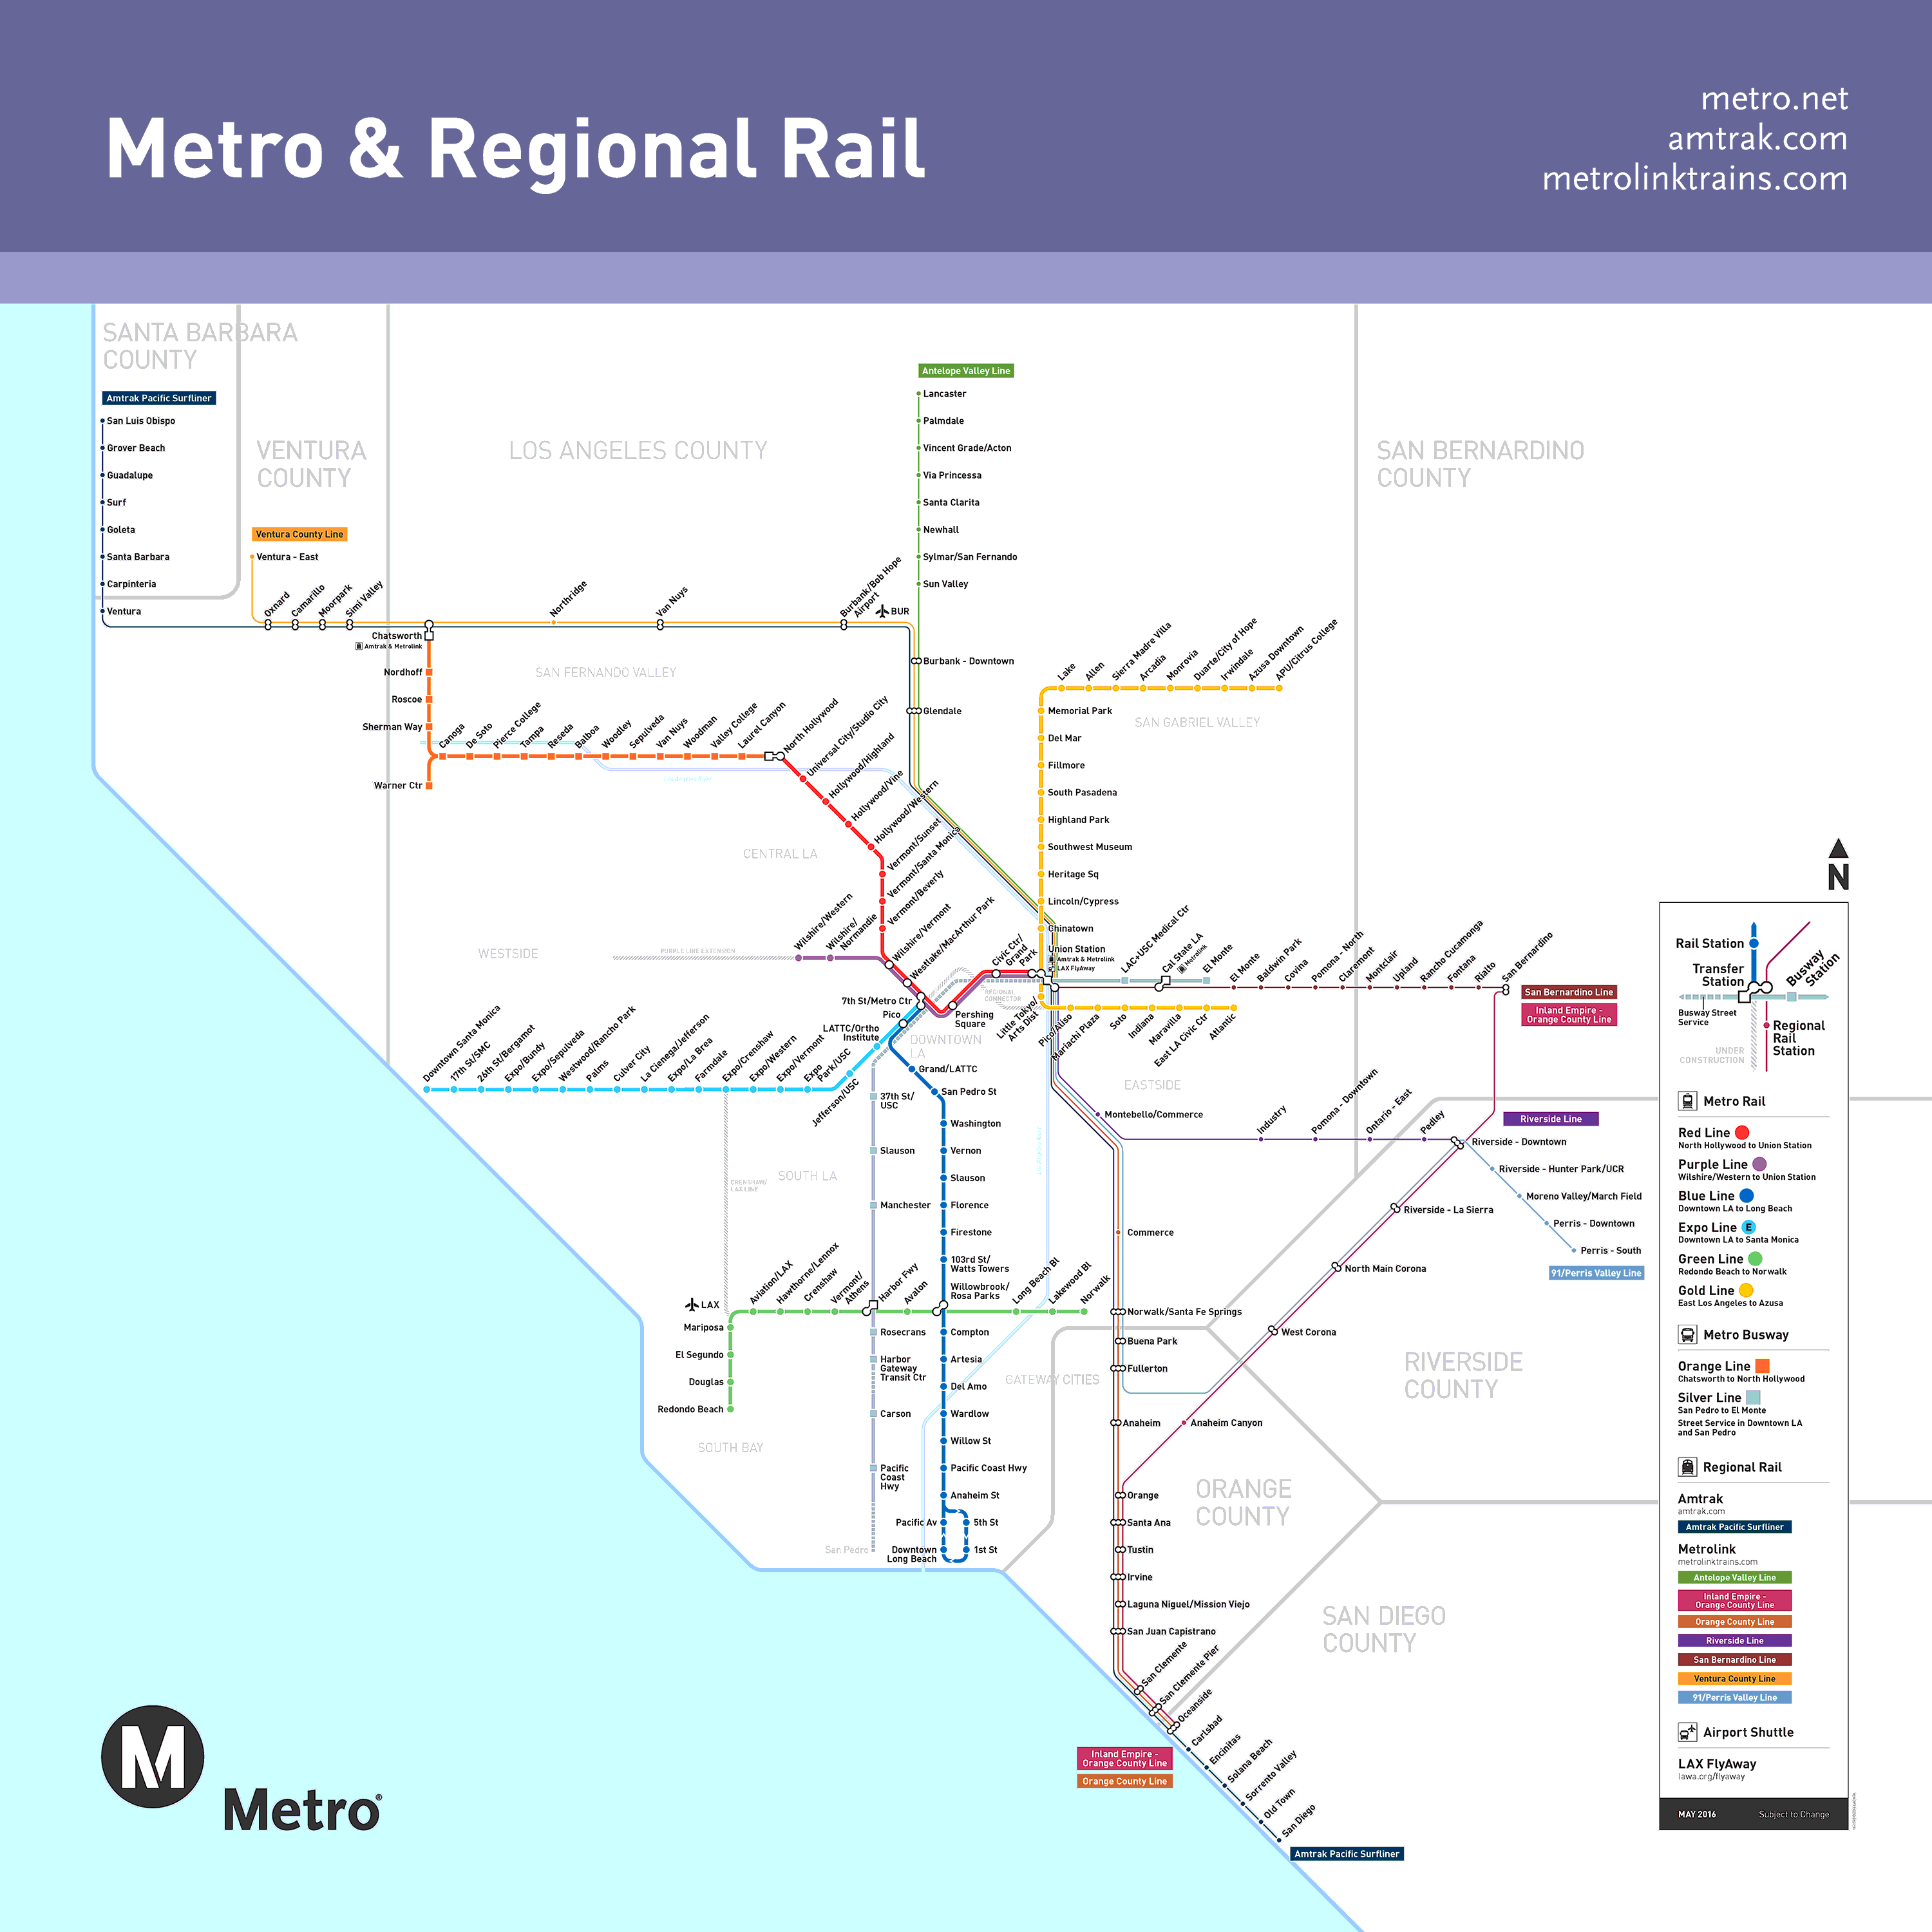 Metro & Regional Rail
metro.net
amtrak.com
metrolinktrains.com
SANTA BARBARA
COUNTY
VENTURA
COUNTY
LOS ANGELES COUNTY
SAN BERNARDINO
COUNTY
Amtrak Pacific Surfliner
San Luis Obispo
Grover Beach
Guadalupe
Surf
Goleta
Santa Barbara
Carpinteria
Ventura
Ventura County Line
Ventura - East
Oxnard
Camarillo
Moorpark
Simi Valley
Northridge
Van Nuys
Burbank/Bob Hope
Airport
BUR
Antelope Valley Line
Lancaster
Palmdale
Vincent Grade/Acton
Via Princessa
Santa Clarita
Newhall
Sylmar/San Fernando
Sun Valley
Burbank - Downtown
Glendale
Chatsworth
Amtrak & Metrolink
Nordhoff
Roscoe
Sherman Way
Warner Ctr
SAN FERNANDO VALLEY
Canoga
De Soto
Pierce College
Tampa
Reseda
Balboa
Woodley
Sepulveda
Van Nuys
Woodman
Valley College
Laurel Canyon
North Hollywood
Los Angeles River
Universal City/Studio City
Hollywood/Highland
Hollywood/Vine
Hollywood/Western
Vermont/Sunset
Vermont/Santa Monica
Vermont/Beverly
Wilshire/Vermont
Westlake/MacArthur Park
CENTRAL LA
WESTSIDE
PURPLE LINE EXTENSION
Wilshire/Western
Wilshire/
Normandie
Lake
Allen
Sierra Madre Villa
Arcadia
Monrovia
Duarte/City of Hope
Irwindale
Azusa Downtown
APU/Citrus College
SAN GABRIEL VALLEY
Memorial Park
Del Mar
Fillmore
South Pasadena
Highland Park
Southwest Museum
Heritage Sq
Lincoln/Cypress
Chinatown
Union Station
Amtrak & Metrolink
LAX FlyAway
Civic Ctr/
Grand
Park
REGIONAL
CONNECTOR
7th St/Metro Ctr
Pico
Pershing
Square
LATTC/Ortho
Institute
DOWNTOWN
LA
Little Tokyo/
Arts Dist
Pico/Aliso
Mariachi Plaza
Soto
Indiana
Maravilla
East LA Civic Ctr
Atlantic
LAC+USC Medical Ctr
Cal State LA
Metrolink
El Monte
El Monte
Baldwin Park
Covina
Pomona - North
Claremont
Montclair
Upland
Rancho Cucamonga
Fontana
Rialto
San Bernardino
San Bernardino Line
Inland Empire -
Orange County Line
Downtown Santa Monica
17th St/SMC
26th St/Bergamot
Expo/Bundy
Expo/Sepulveda
Westwood/Rancho Park
Palms
Culver City
La Cienega/Jefferson
Expo/La Brea
Farmdale
Expo/Crenshaw
Expo/Western
Expo/Vermont
Expo
Park/USC
Jefferson/USC
Grand/LATTC
San Pedro St
Washington
Vernon
Slauson
Florence
Firestone
103rd St/
Watts Towers
Willowbrook/
Rosa Parks
Compton
Artesia
Del Amo
Wardlow
Willow St
Pacific Coast Hwy
Anaheim St
Pacific Av
5th St
Downtown
Long Beach
1st St
37th St/
USC
Slauson
Manchester
Harbor Fwy
Rosecrans
Harbor
Gateway
Transit Ctr
Carson
Pacific
Coast
Hwy
San Pedro
SOUTH LA
CRENSHAW/
LAX LINE
EASTSIDE
Los Angeles River
LAX
Aviation/LAX
Hawthorne/Lennox
Crenshaw
Vermont/
Athens
Avalon
Long Beach Bl
Lakewood Bl
Norwalk
Mariposa
El Segundo
Douglas
Redondo Beach
SOUTH BAY
GATEWAY CITIES
Montebello/Commerce
Industry
Pomona - Downtown
Ontario - East
Pedley
Riverside Line
Riverside - Downtown
Riverside - Hunter Park/UCR
Moreno Valley/March Field
Perris - Downtown
Perris - South
91/Perris Valley Line
Riverside - La Sierra
North Main Corona
West Corona
RIVERSIDE
COUNTY
Commerce
Norwalk/Santa Fe Springs
Buena Park
Fullerton
Anaheim
Anaheim Canyon
ORANGE
COUNTY
Orange
Santa Ana
Tustin
Irvine
Laguna Niguel/Mission Viejo
San Juan Capistrano
San Clemente
San Clemente Pier
Oceanside
SAN DIEGO
COUNTY
Carlsbad
Encinitas
Solana Beach
Sorrento Valley
Old Town
San Diego
Inland Empire -
Orange County Line
Orange County Line
Amtrak Pacific Surfliner
M
Metro®
N
Rail Station
Transfer
Station
Busway
Station
Busway Street
Service
Regional
Rail
Station
UNDER
CONSTRUCTION
Metro Rail
Red Line
North Hollywood to Union Station
Purple Line
Wilshire/Western to Union Station
Blue Line
Downtown LA to Long Beach
Expo Line E
Downtown LA to Santa Monica
Green Line
Redondo Beach to Norwalk
Gold Line
East Los Angeles to Azusa
Metro Busway
Orange Line
Chatsworth to North Hollywood
Silver Line
San Pedro to El Monte
Street Service in Downtown LA
and San Pedro
Regional Rail
Amtrak
amtrak.com
Amtrak Pacific Surfliner
Metrolink
metrolinktrains.com
Antelope Valley Line
Inland Empire -
Orange County Line
Orange County Line
Riverside Line
San Bernardino Line
Ventura County Line
91/Perris Valley Line
Airport Shuttle
LAX FlyAway
lawa.org/flyaway
MAY 2016
Subject to Change